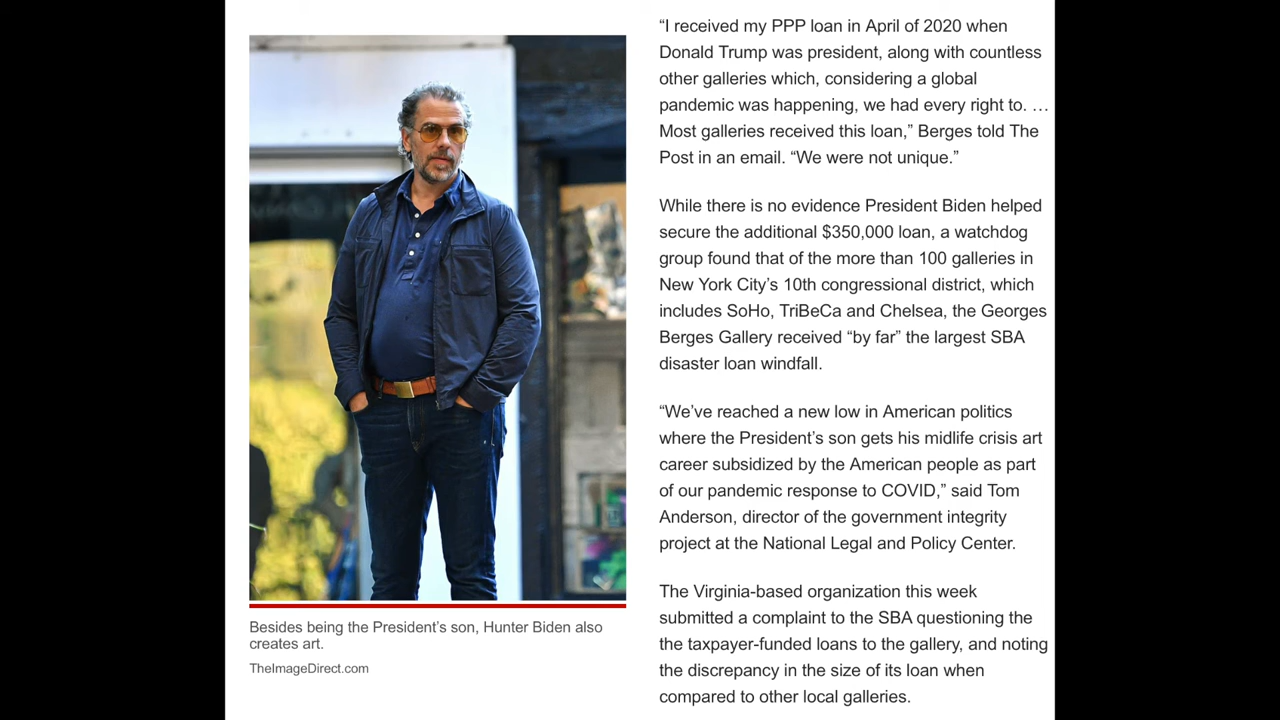 “I received my PPP loan in April of 2020 when
Donald Trump was president, along with countless
other galleries which, considering a global
pandemic was happening, we had every right to. …
Most galleries received this loan,” Berges told The
Post in an email. “We were not unique.”
While there is no evidence President Biden helped
secure the additional $350,000 loan, a watchdog
group found that of the more than 100 galleries in
New York City’s 10th congressional district, which
includes SoHo, TriBeCa and Chelsea, the Georges
Berges Gallery received “by far” the largest SBA
disaster loan windfall.
“We’ve reached a new low in American politics
where the President’s son gets his midlife crisis art
career subsidized by the American people as part
of our pandemic response to COVID,” said Tom
Anderson, director of the government integrity
project at the National Legal and Policy Center.
The Virginia-based organization this week
submitted a complaint to the SBA questioning the
the taxpayer-funded loans to the gallery, and noting
the discrepancy in the size of its loan when
compared to other local galleries.
Besides being the President’s son, Hunter Biden also
creates art.
TheImageDirect.com